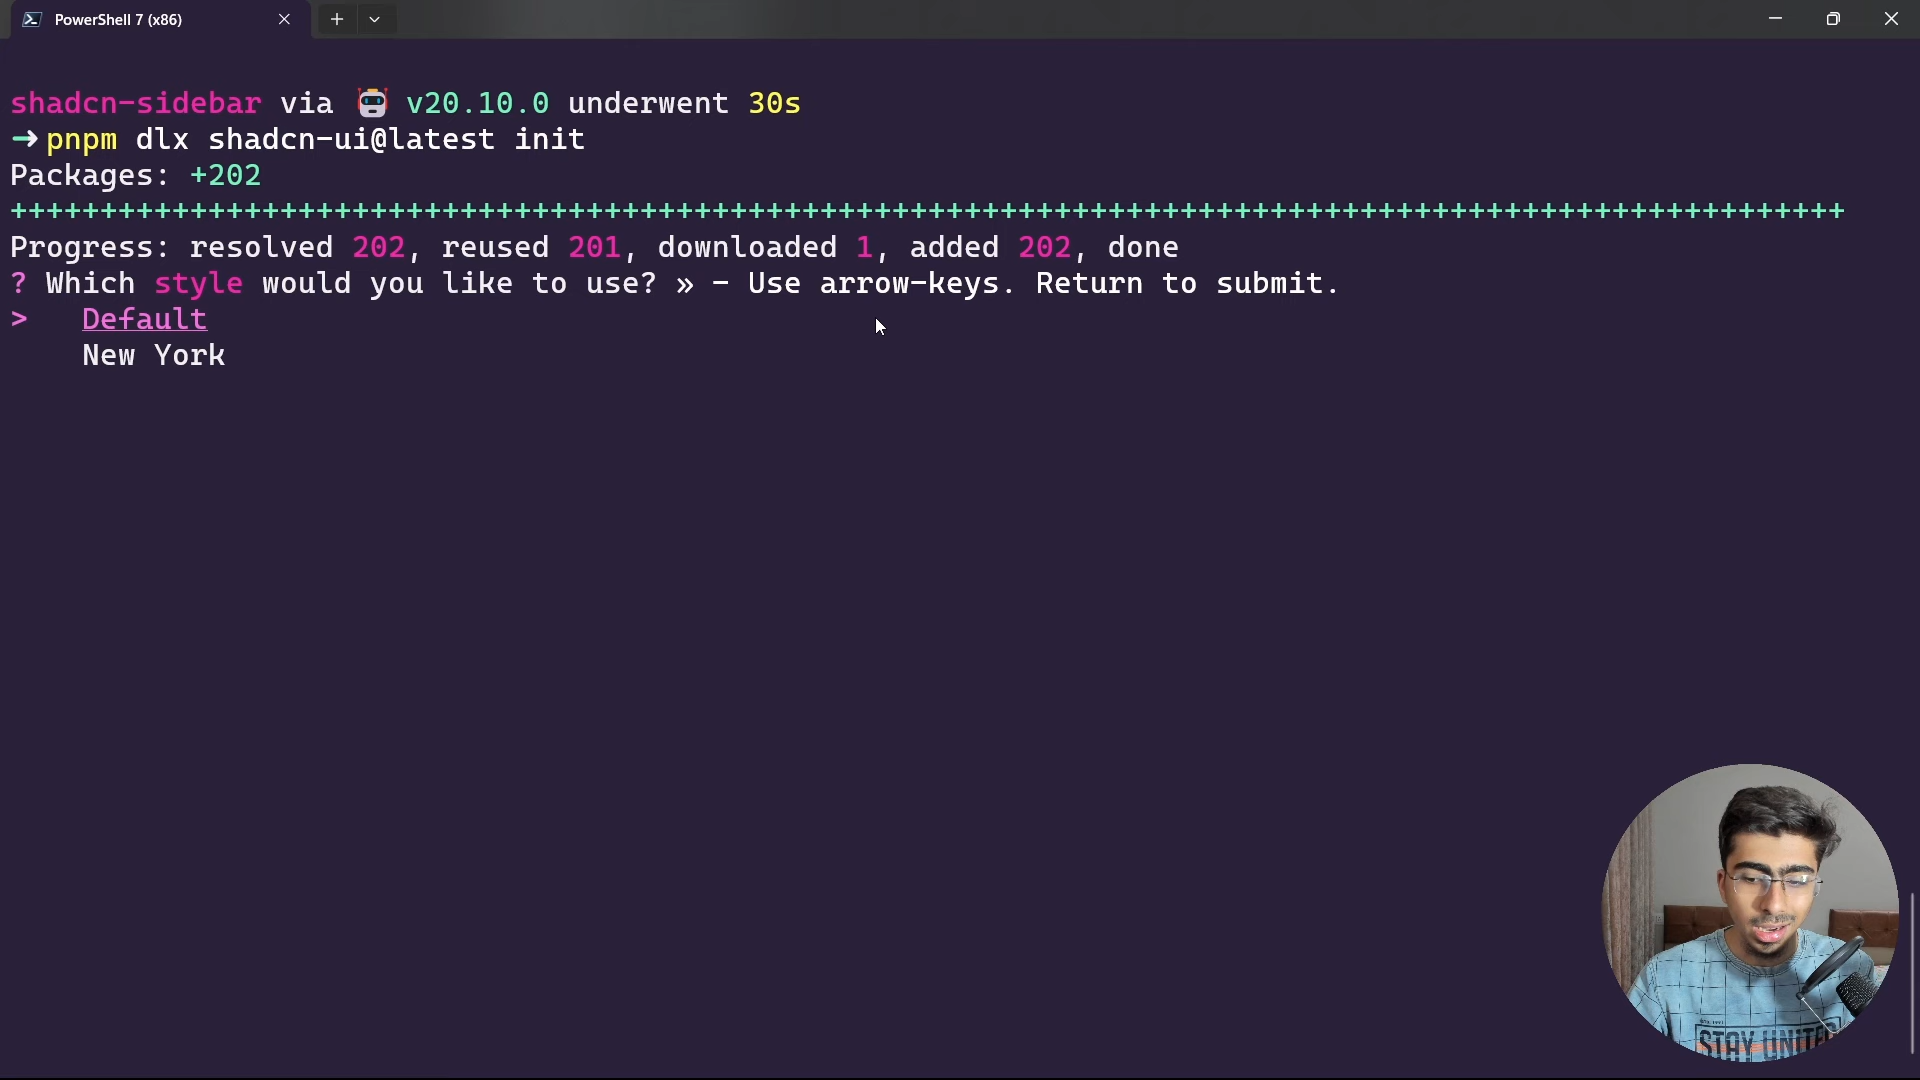 PowerShell 7 (x86)
shadcn-sidebar via v20.10.0 underwent 30s
→ pnpm dlx shadcn-ui@latest init
Packages: +202
++++++++++++++++++++++++++++++++++++++++++++++++++++++++++++++++++++++++++++++++++++++++++++++++++++++
Progress: resolved 202, reused 201, downloaded 1, added 202, done
? Which style would you like to use? » - Use arrow-keys. Return to submit.
> Default
New York
STAY UNITED